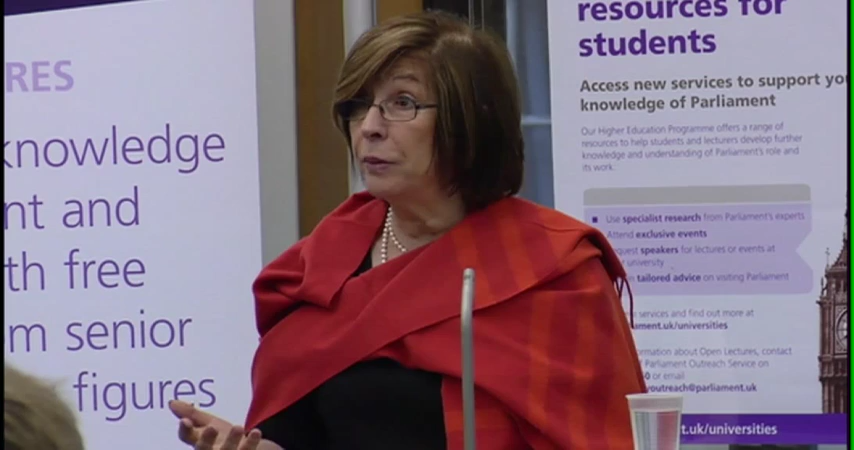 RES
knowledge
nt and
th free
m senior
figures
resources for
students
Access new services to support yo
knowledge of Parliament
Our Higher Education Programme offers a range of
resources to help students and lecturers develop further
knowledge and understanding of Parliament's role and
its work.
Use specialist research from Parliament's experts
Attend exclusive events
quest speakers for lectures or events at
r university
n tailored advice on visiting Parliament
services and find out more at
ament.uk/universities
formation about Open Lectures, contact
Parliament Outreach Service on
0 or email
youtreach@parliament.uk
t.uk/universities